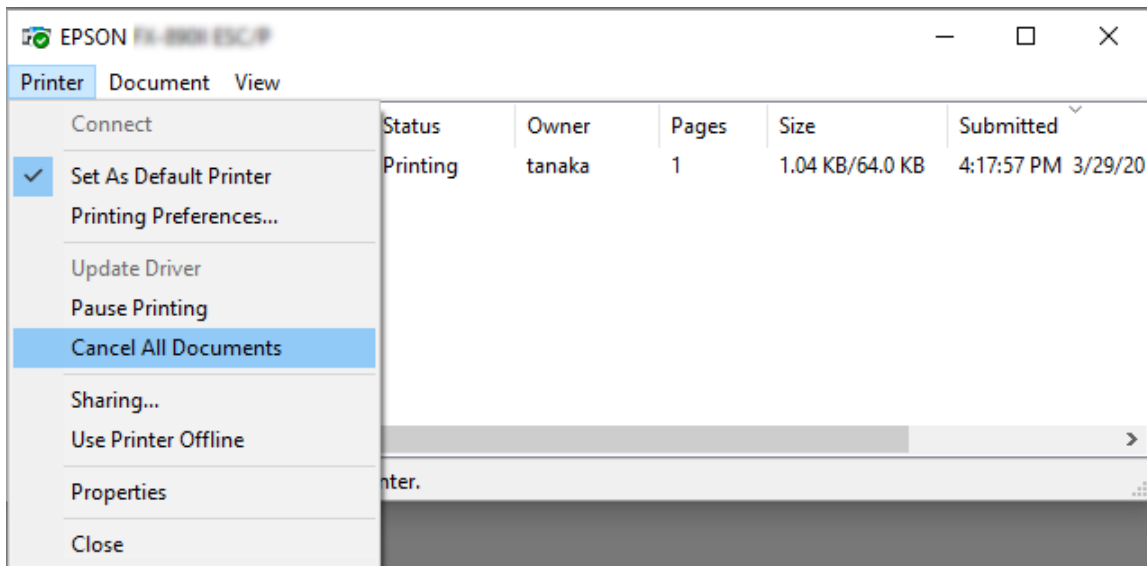 EPSON
Printer Document View
Connect
Status Owner Pages Size Submitted
Printing tanaka 1 1.04 KB/64.0 KB 4:17:57 PM 3/29/20
Set As Default Printer
Printing Preferences...
Update Driver
Pause Printing
Cancel All Documents
Sharing...
Use Printer Offline
nter.
Properties
Close